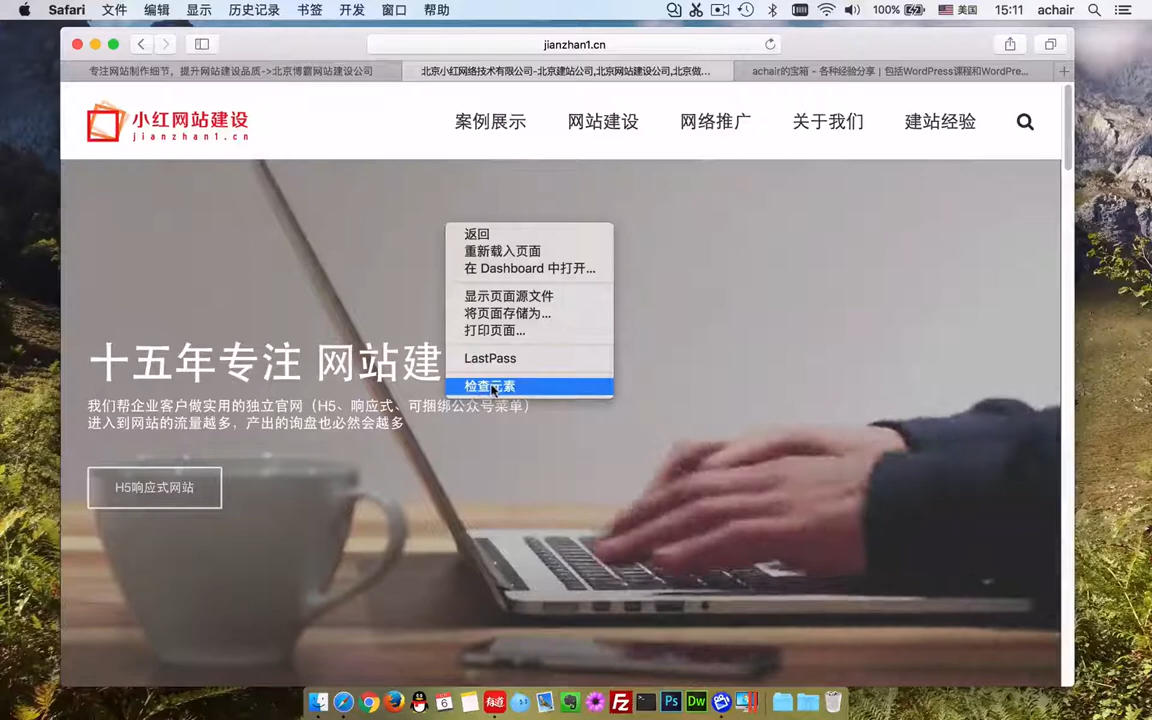 Safari 文件 编辑 显示 历史记录 书签 开发 窗口 帮助 100% 美国 15:11 achair
jianzhan1.cn
专注网站制作细节，提升网站建设品质->北京博霸网站建设公司 北京小红网络技术有限公司-北京建站公司,北京网站建设公司,北京做... achair的宝箱 - 各种经验分享 | 包括WordPress课程和WordPre...
小红网站建设
jianzhan1.cn
案例展示 网站建设 网络推广 关于我们 建站经验
返回
重新载入页面
在 Dashboard 中打开...
显示页面源文件
将页面存储为...
打印页面...
LastPass
检查元素
十五年专注 网站建
我们帮企业客户做实用的独立官网（H5、响应式、可捆绑公众号菜单）
进入到网站的流量越多，产出的询盘也必然会越多
H5响应式网站
6 有道 Ps Dw